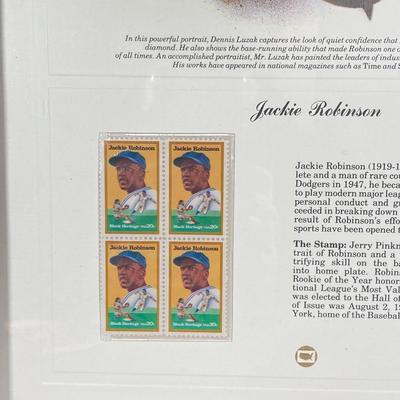 In this powerful portrait, Dennis Luzak captures the look of quiet confidence that
diamond. He also shows the base-running ability that made Robinson one o
of all times. An accomplished portraitist, Mr. Luzak has painted the leaders of indus
His works have appeared in national magazines such as Time and S
Jackie Robinson
Jackie Robinson
Jackie Robinson
Black Heritage USA 20c
Black Heritage USA 20c
Jackie Robinson
Jackie Robinson
Black Heritage USA 20c
Black Heritage USA 20c
Jackie Robinson (1919-1
lete and a man of rare cou
Dodgers in 1947, he beca
to play modern major leag
personal conduct and gr
ceeded in breaking down
result of Robinson's effo
sports have been opened t
The Stamp: Jerry Pinkn
trait of Robinson and a
trifying skill on the ba
into home plate. Robin
Rookie of the Year honor
tional League's Most Val
was elected to the Hall of
of Issue was August 2, 19
York, home of the Baseba